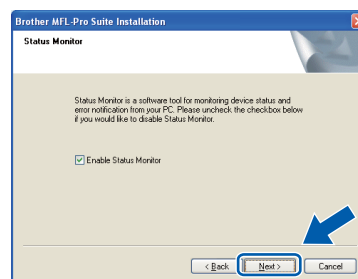 Brother MFL-Pro Suite Installation
Status Monitor
Status Monitor is a software tool for monitoring device status and
error notification from your PC. Please uncheck the checkbox below
if you would like to disable Status Monitor.
Enable Status Monitor
< Back Next > Cancel